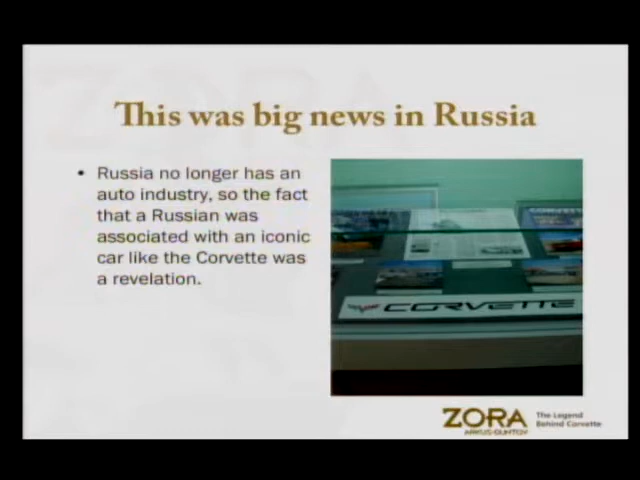 This was big news in Russia
• Russia no longer has an
auto industry, so the fact
that a Russian was
associated with an iconic
car like the Corvette was
a revelation.
CORVETTE
CORVETTE
ZORA
ARKUS-DUNTOV
The Legend
Behind Corvette